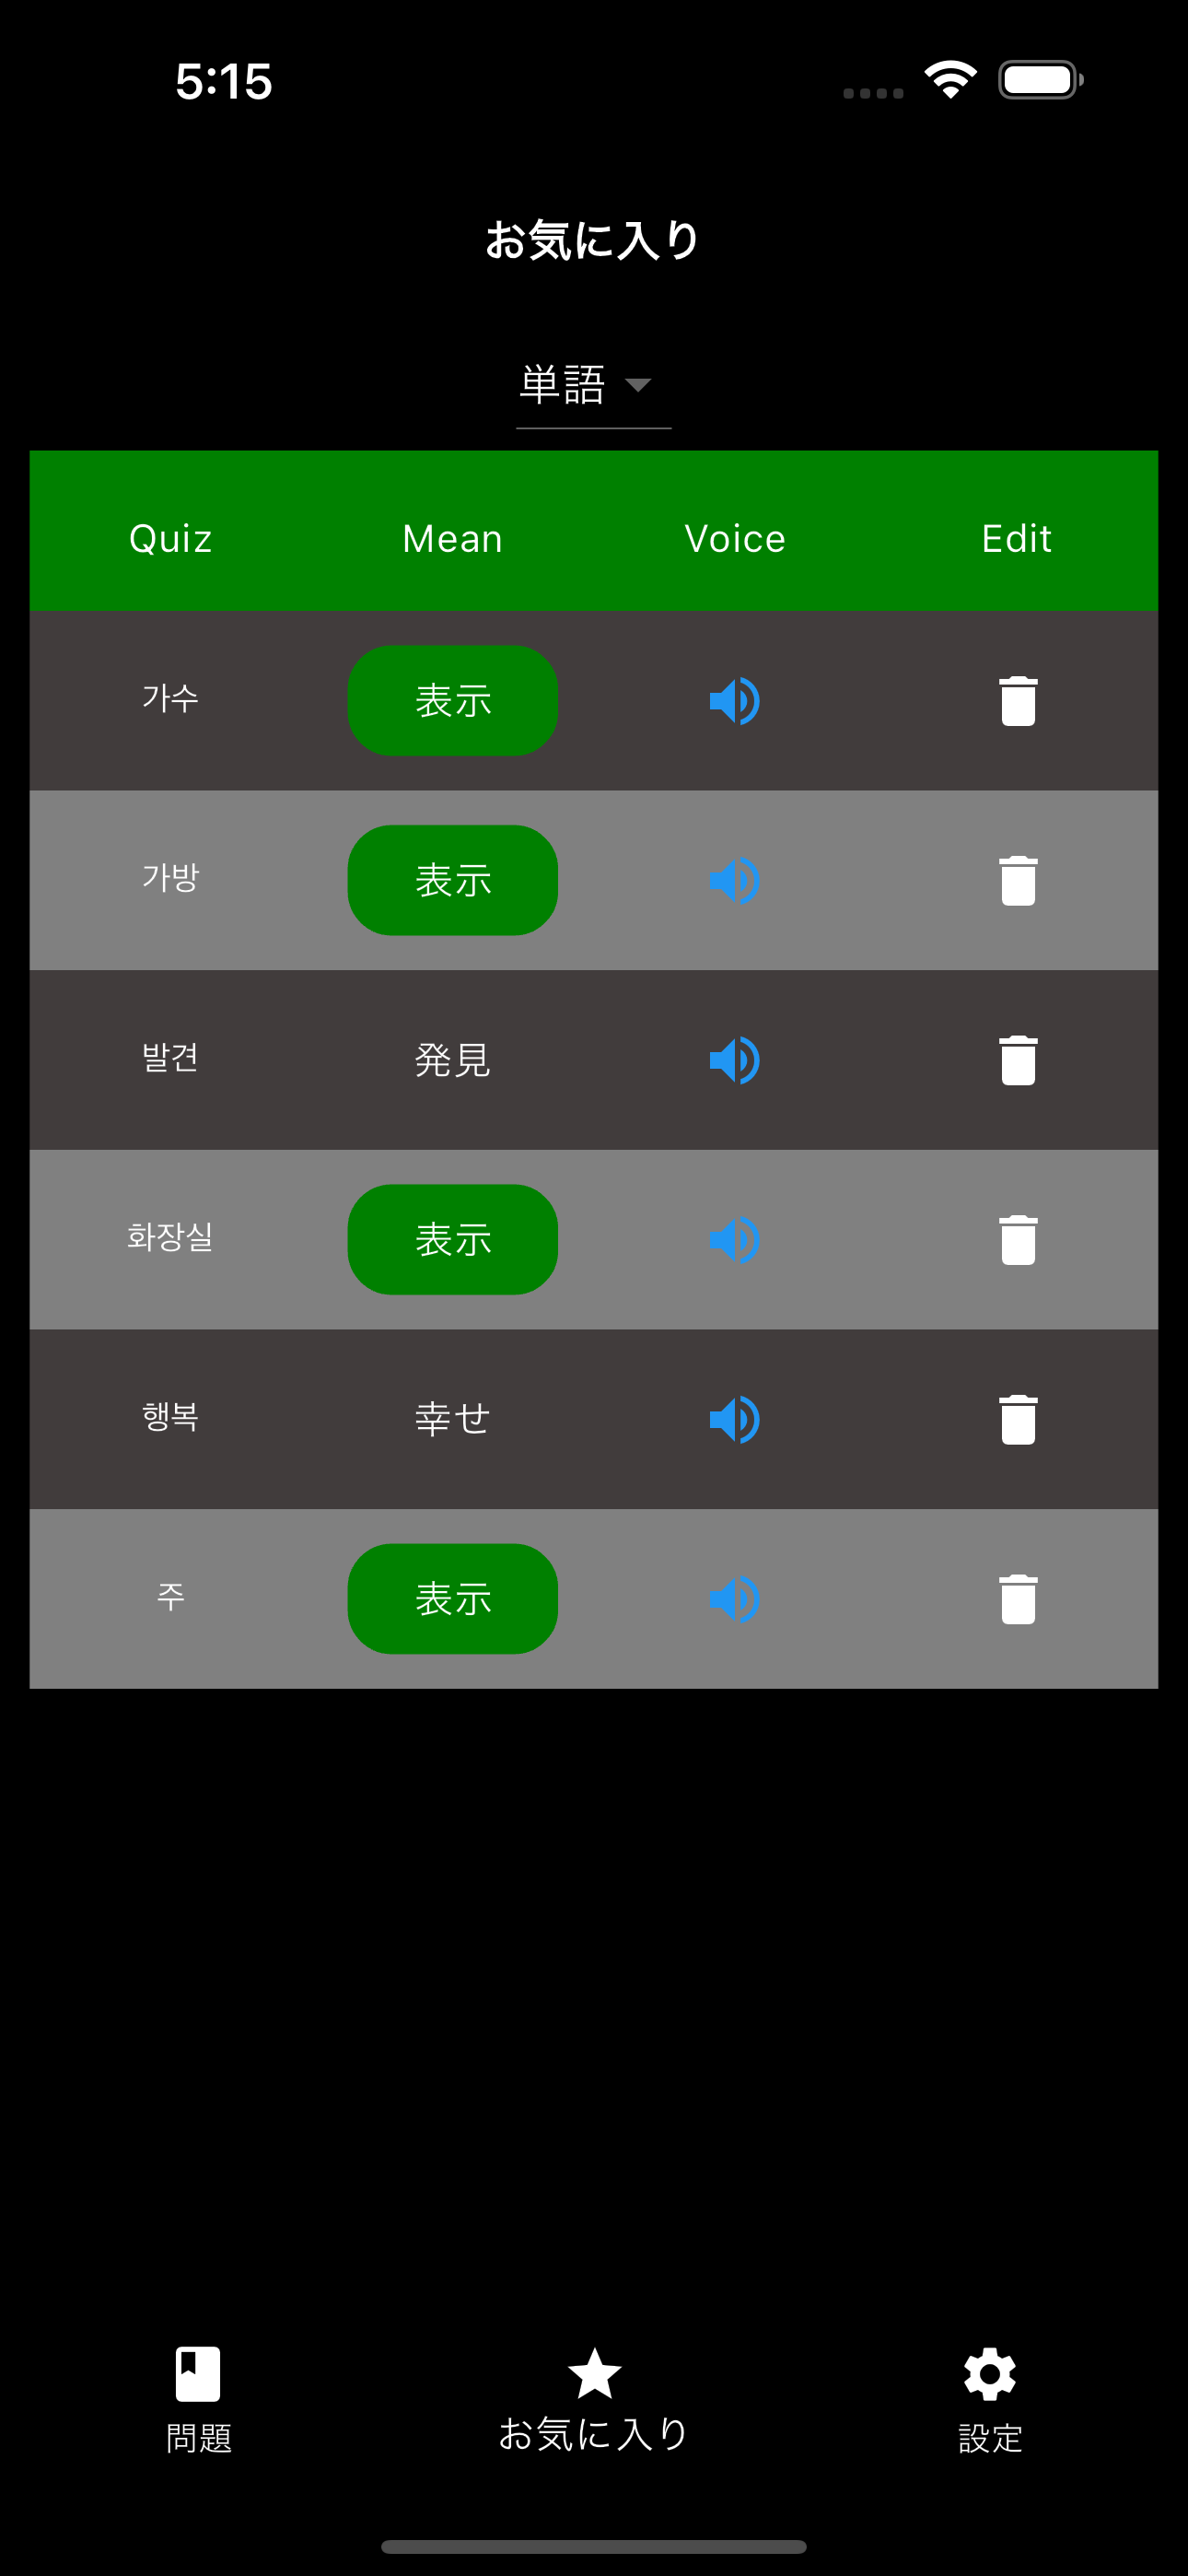 5:15
お気に入り
単語
Quiz Mean Voice Edit
가수 表示
가방 表示
발견 発見
화장실 表示
행복 幸せ
주 表示
問題 お気に入り 設定